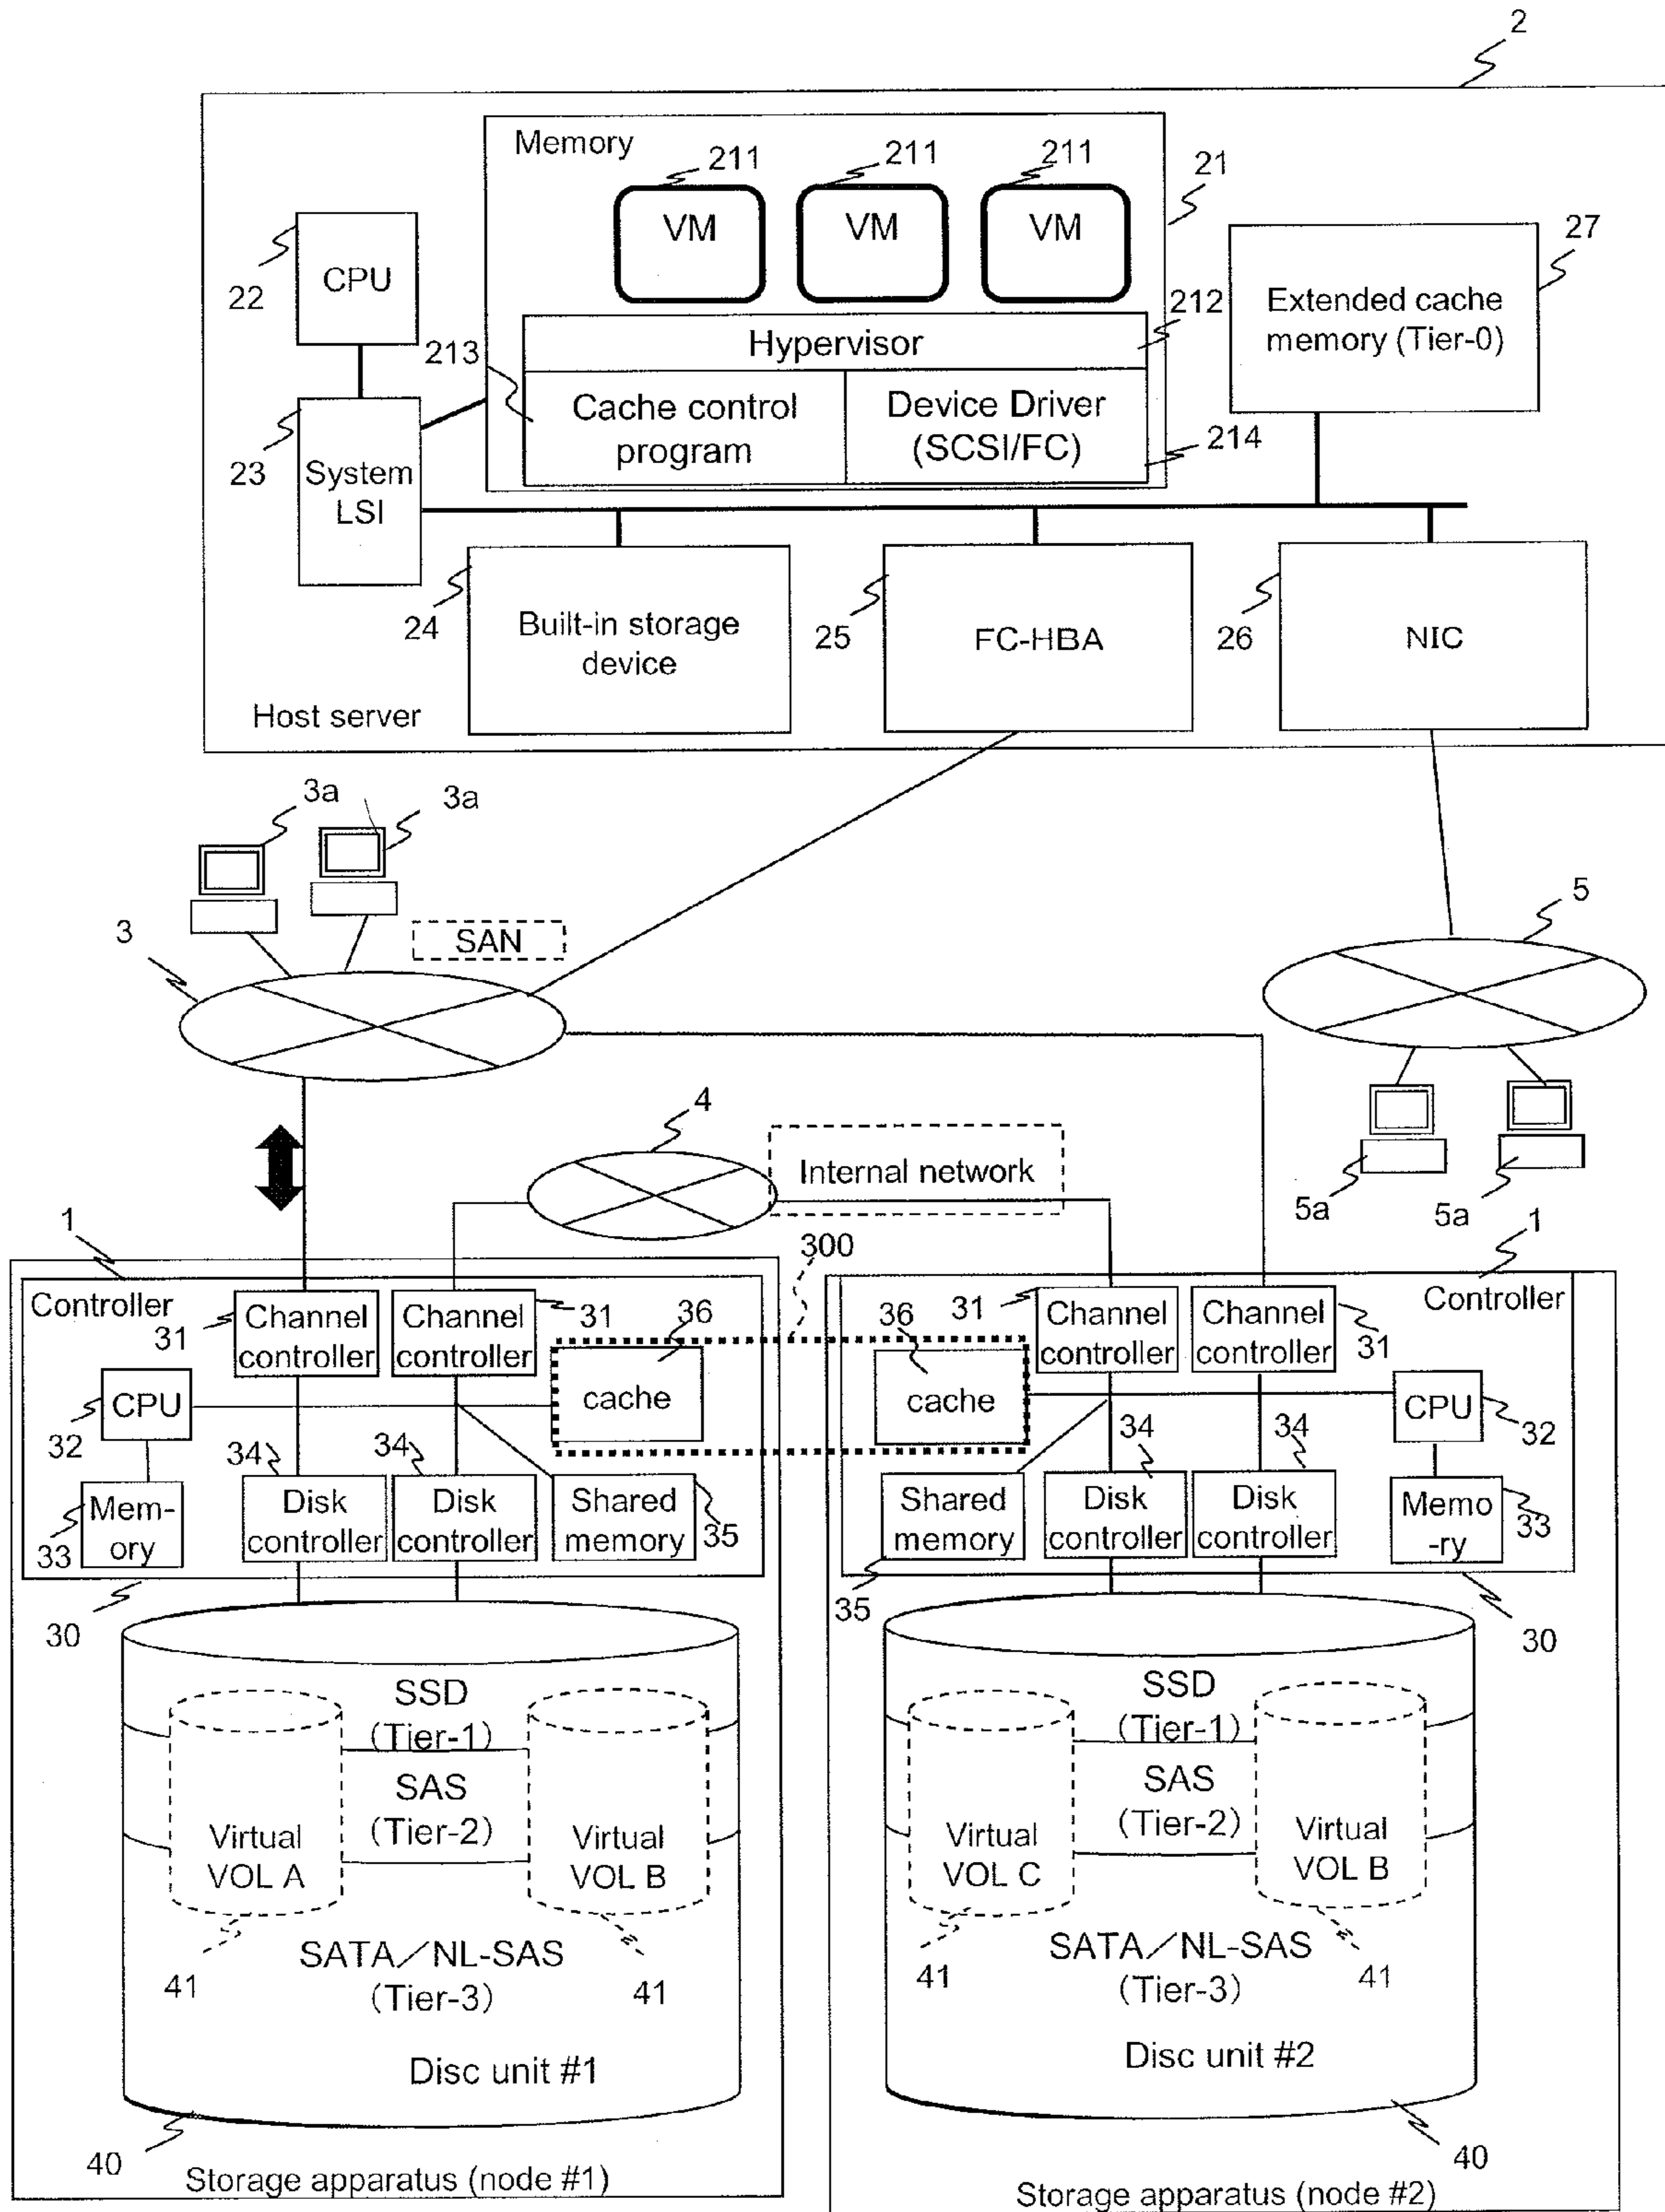 2
Memory
211
211
211
21
VM
VM
VM
27
22
CPU
Extended cache
memory (Tier-0)
212
Hypervisor
213
Cache control
program
Device Driver
(SCSI/FC)
214
23
System
LSI
24
Built-in storage
device
25
FC-HBA
26
NIC
Host server
3a
3a
3
SAN
5
4
Internal network
5a
5a
1
300
1
Controller
31
Channel
controller
Channel
controller
31
36
cache
36
cache
31
Channel
controller
Channel
controller
31
Controller
CPU
32
CPU
32
34
34
34
34
Mem-
ory
33
Disk
controller
Disk
controller
Shared
memory
35
Shared
memory
35
Disk
controller
Disk
controller
Memo
-ry
33
30
30
SSD
(Tier-1)
SAS
(Tier-2)
Virtual
VOL A
Virtual
VOL B
41
SATA／NL-SAS
(Tier-3)
41
Disc unit #1
40
Storage apparatus (node #1)
SSD
(Tier-1)
SAS
(Tier-2)
Virtual
VOL C
Virtual
VOL B
41
SATA／NL-SAS
(Tier-3)
41
Disc unit #2
40
Storage apparatus (node #2)